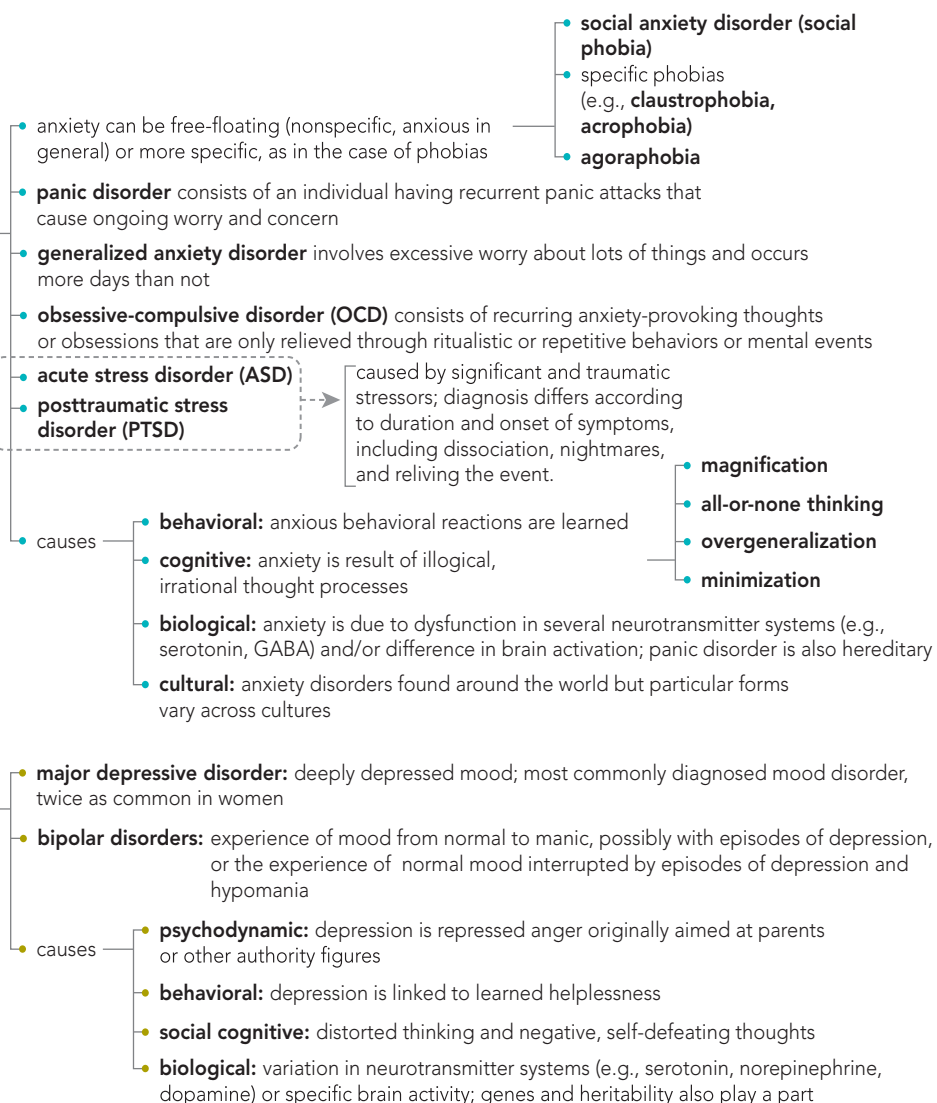 social anxiety disorder (social
phobia)
specific phobias
(e.g., claustrophobia,
acrophobia)
agoraphobia
anxiety can be free-floating (nonspecific, anxious in
general) or more specific, as in the case of phobias
panic disorder consists of an individual having recurrent panic attacks that
cause ongoing worry and concern
generalized anxiety disorder involves excessive worry about lots of things and occurs
more days than not
obsessive-compulsive disorder (OCD) consists of recurring anxiety-provoking thoughts
or obsessions that are only relieved through ritualistic or repetitive behaviors or mental events
acute stress disorder (ASD)
posttraumatic stress
disorder (PTSD)
caused by significant and traumatic
stressors; diagnosis differs according
to duration and onset of symptoms,
including dissociation, nightmares,
and reliving the event.
causes
behavioral: anxious behavioral reactions are learned
cognitive: anxiety is result of illogical,
irrational thought processes
magnification
all-or-none thinking
overgeneralization
minimization
biological: anxiety is due to dysfunction in several neurotransmitter systems (e.g.,
serotonin, GABA) and/or difference in brain activation; panic disorder is also hereditary
cultural: anxiety disorders found around the world but particular forms
vary across cultures
major depressive disorder: deeply depressed mood; most commonly diagnosed mood disorder,
twice as common in women
bipolar disorders: experience of mood from normal to manic, possibly with episodes of depression,
or the experience of normal mood interrupted by episodes of depression and
hypomania
causes
psychodynamic: depression is repressed anger originally aimed at parents
or other authority figures
behavioral: depression is linked to learned helplessness
social cognitive: distorted thinking and negative, self-defeating thoughts
biological: variation in neurotransmitter systems (e.g., serotonin, norepinephrine,
dopamine) or specific brain activity; genes and heritability also play a part